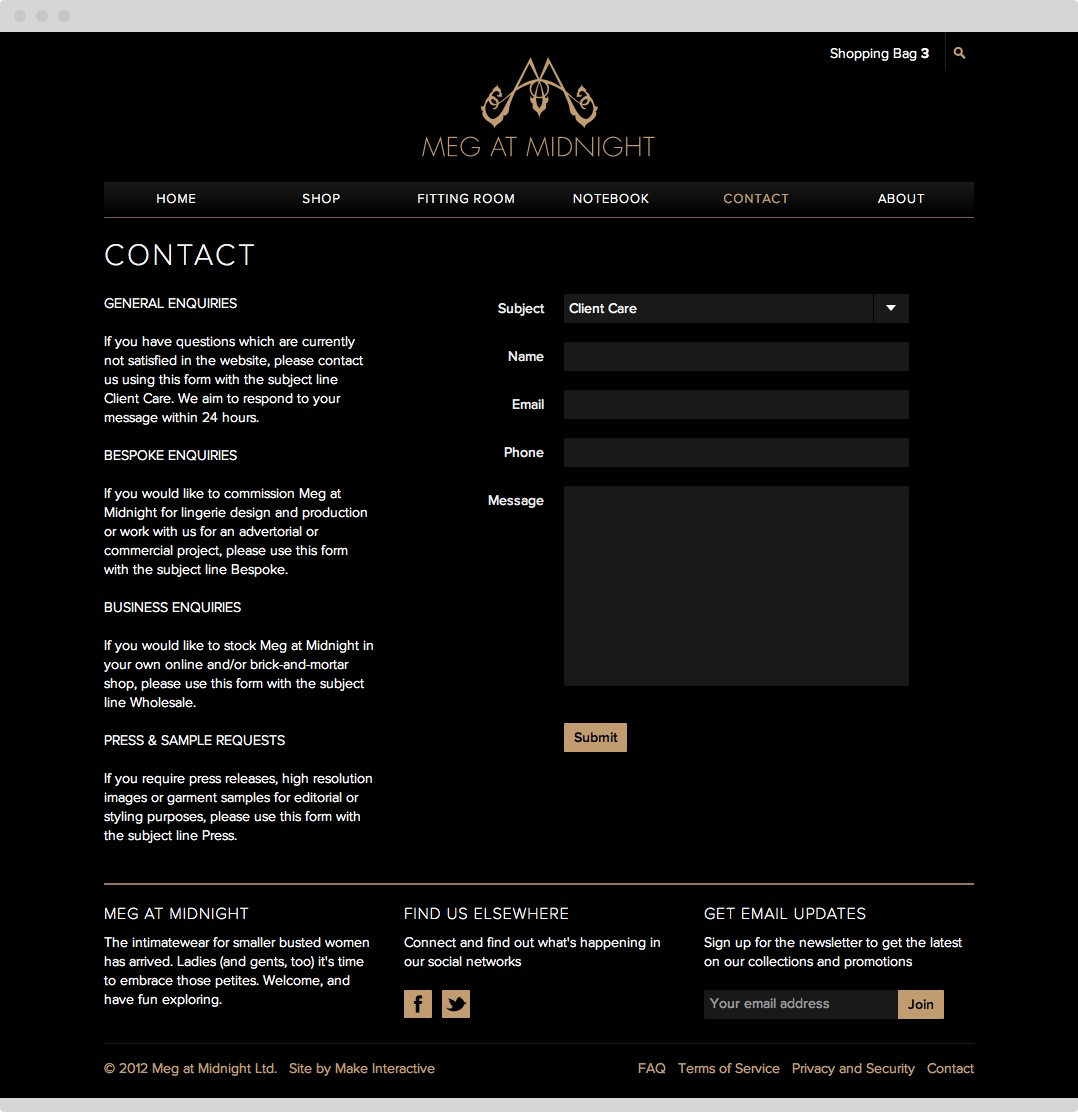 Shopping Bag 3
MEG AT MIDNIGHT
HOME SHOP FITTING ROOM NOTEBOOK CONTACT ABOUT
CONTACT
GENERAL ENQUIRIES
If you have questions which are currently
not satisfied in the website, please contact
us using this form with the subject line
Client Care. We aim to respond to your
message within 24 hours.
BESPOKE ENQUIRIES
If you would like to commission Meg at
Midnight for lingerie design and production
or work with us for an advertorial or
commercial project, please use this form
with the subject line Bespoke.
BUSINESS ENQUIRIES
If you would like to stock Meg at Midnight in
your own online and/or brick-and-mortar
shop, please use this form with the subject
line Wholesale.
PRESS & SAMPLE REQUESTS
If you require press releases, high resolution
images or garment samples for editorial or
styling purposes, please use this form with
the subject line Press.
Subject Client Care
Name
Email
Phone
Message
Submit
MEG AT MIDNIGHT
The intimatewear for smaller busted women
has arrived. Ladies (and gents, too) it's time
to embrace those petites. Welcome, and
have fun exploring.
FIND US ELSEWHERE
Connect and find out what's happening in
our social networks
GET EMAIL UPDATES
Sign up for the newsletter to get the latest
on our collections and promotions
Your email address Join
© 2012 Meg at Midnight Ltd. Site by Make Interactive
FAQ Terms of Service Privacy and Security Contact